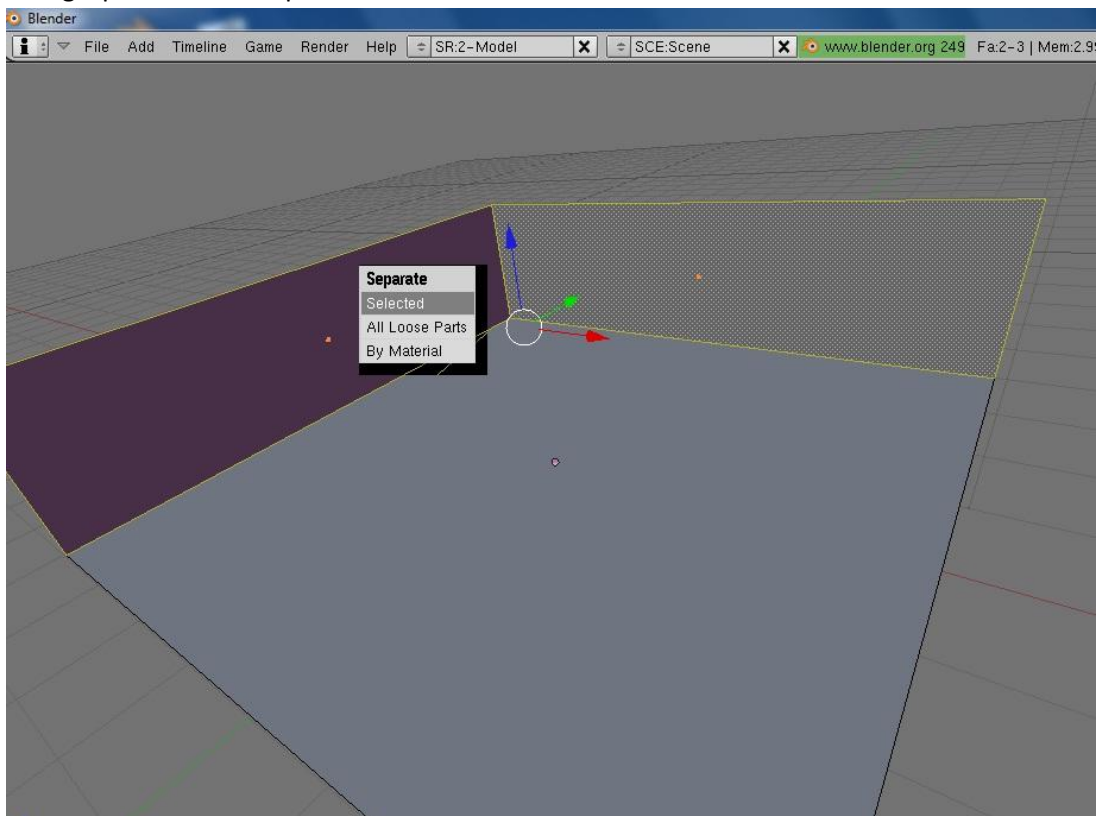 Blender
File Add Timeline Game Render Help SR:2-Model SCE:Scene www.blender.org 249 Fa:2-3 | Mem:2.9
Separate
Selected
All Loose Parts
By Material